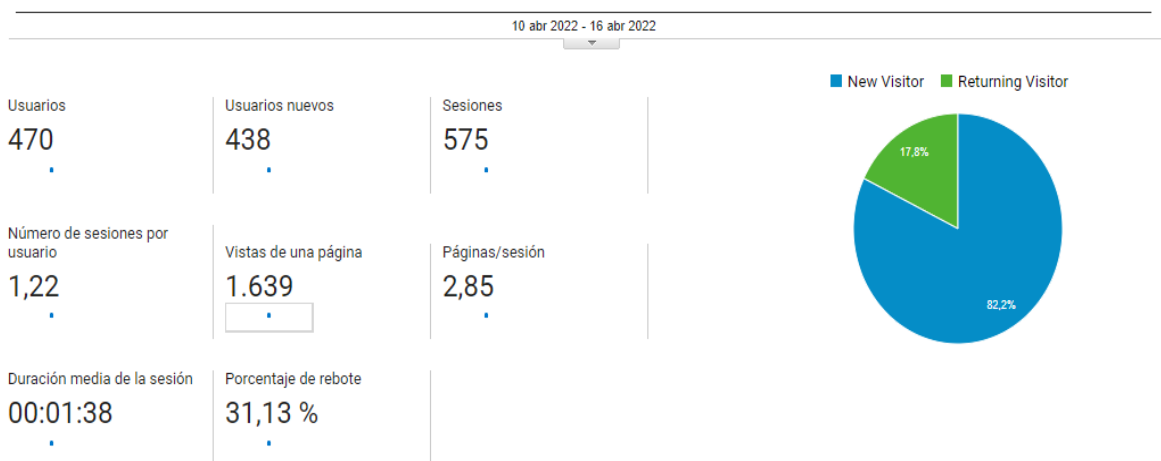 10 abr 2022 - 16 abr 2022
New Visitor
Returning Visitor
Usuarios
470
Usuarios nuevos
438
Sesiones
575
Número de sesiones por
usuario
1,22
Vistas de una página
1.639
Páginas/sesión
2,85
Duración media de la sesión
00:01:38
Porcentaje de rebote
31,13 %
17,8%
82,2%